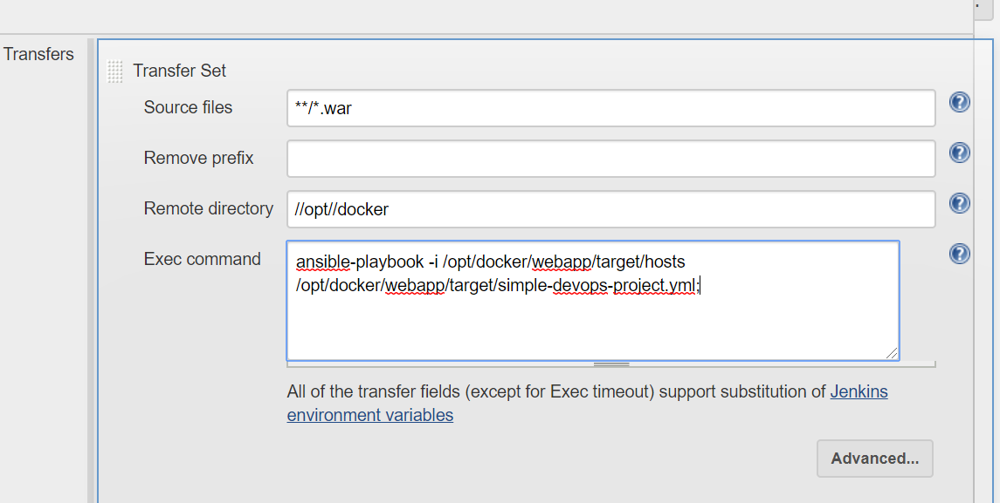 Transfers
Transfer Set
Source files
**/*.war
Remove prefix
Remote directory
//opt//docker
Exec command
ansible-playbook -i /opt/docker/webapp/target/hosts
/opt/docker/webapp/target/simple-devops-project.yml;
All of the transfer fields (except for Exec timeout) support substitution of Jenkins
environment variables
Advanced...